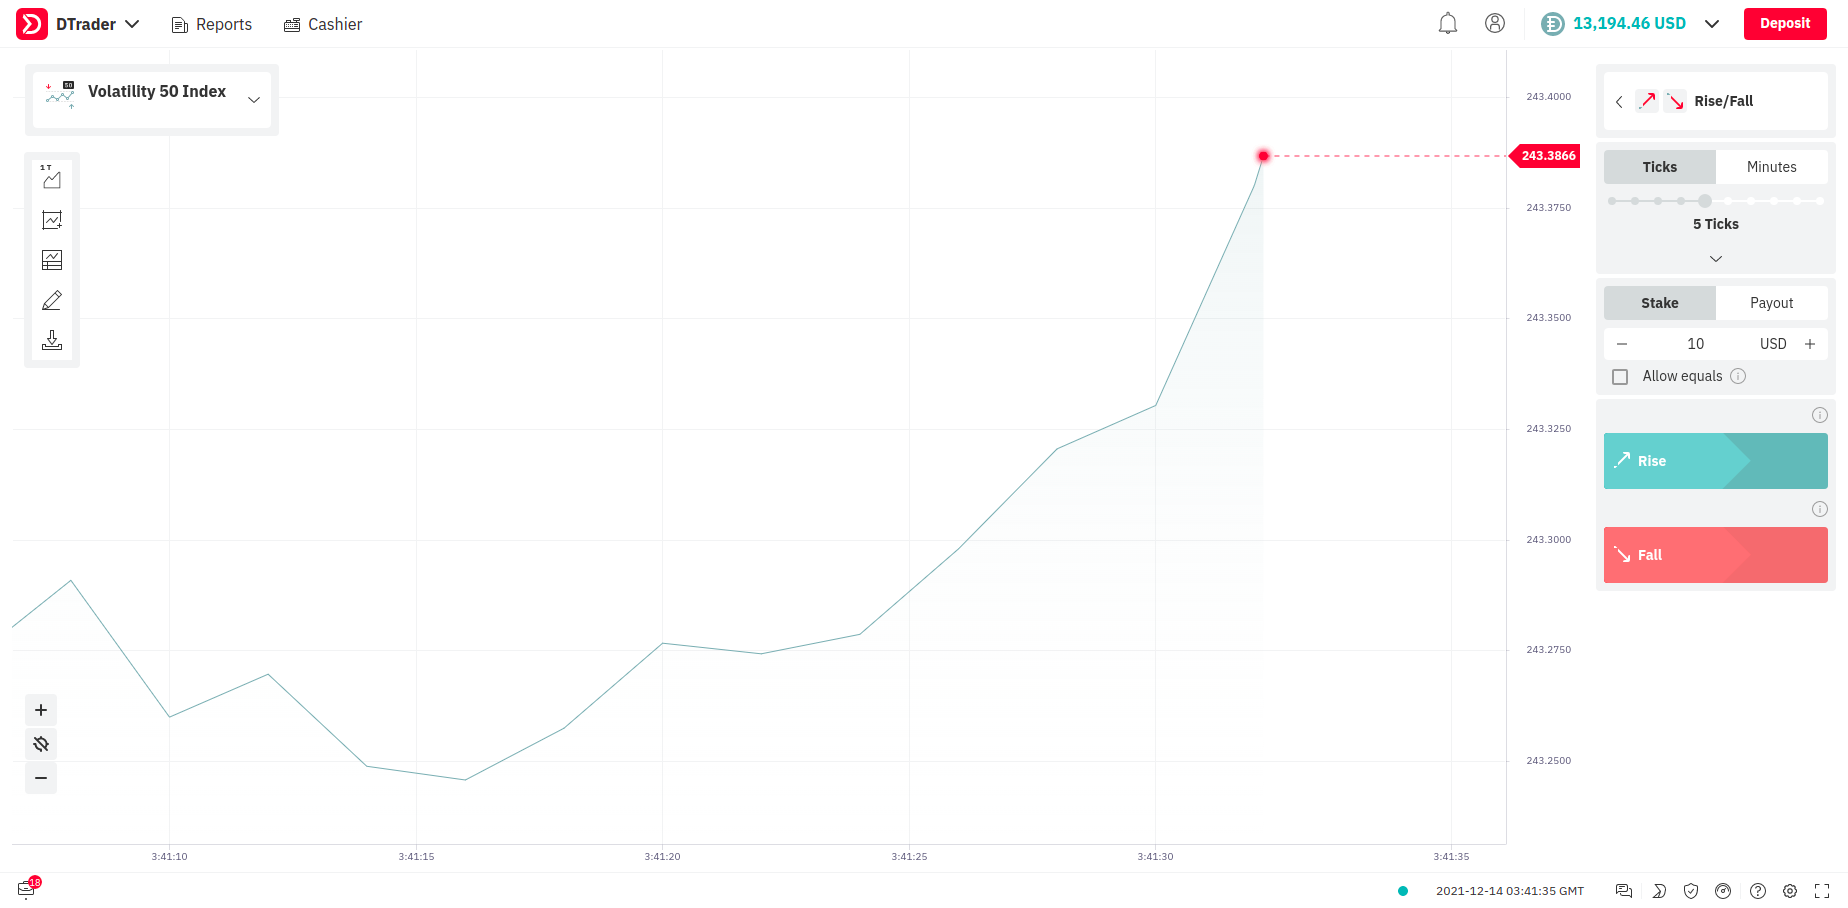 DTrader
Reports
Cashier
13,194.46 USD
Deposit
50
Volatility 50 Index
1 T
243.4000
243.3866
243.3750
243.3500
243.3250
243.3000
243.2750
243.2500
Rise/Fall
Ticks
Minutes
5 Ticks
Stake
Payout
10
USD
Allow equals
Rise
Fall
3:41:10
3:41:15
3:41:20
3:41:25
3:41:30
3:41:35
18
2021-12-14 03:41:35 GMT